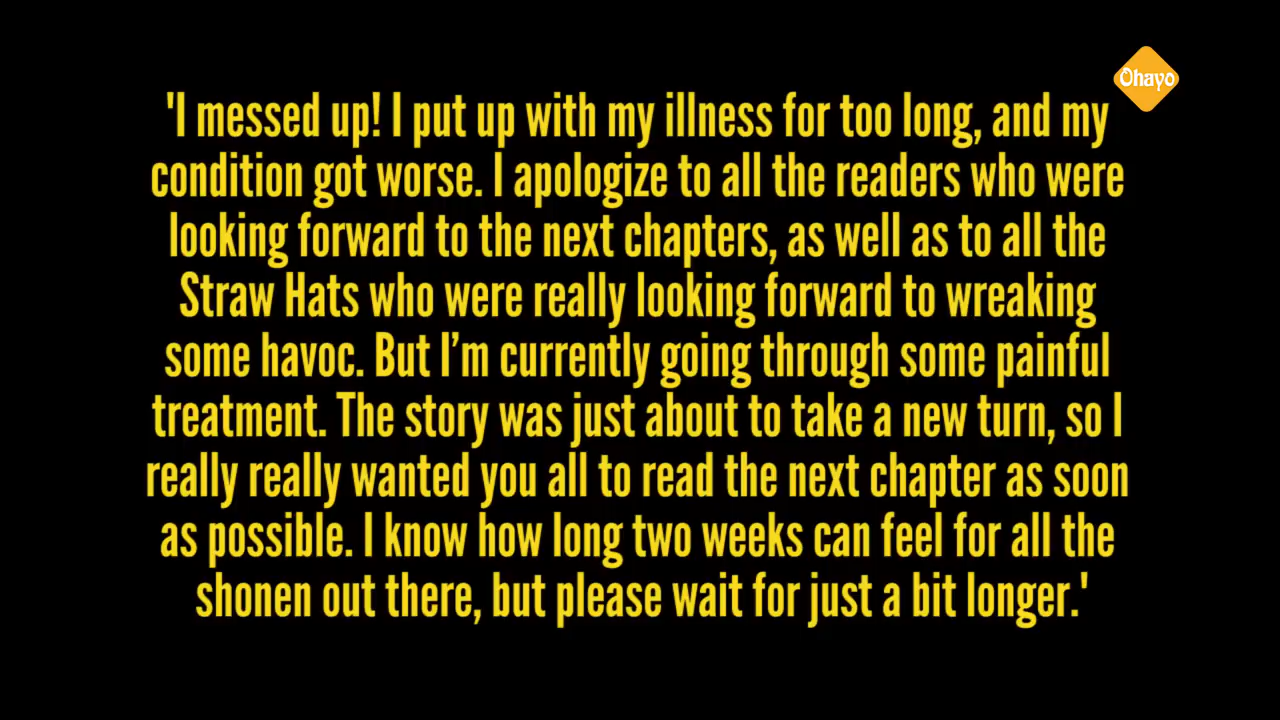 Ohayo
'I messed up! I put up with my illness for too long, and my
condition got worse. I apologize to all the readers who were
looking forward to the next chapters, as well as to all the
Straw Hats who were really looking forward to wreaking
some havoc. But I’m currently going through some painful
treatment. The story was just about to take a new turn, so I
really really wanted you all to read the next chapter as soon
as possible. I know how long two weeks can feel for all the
shonen out there, but please wait for just a bit longer.'